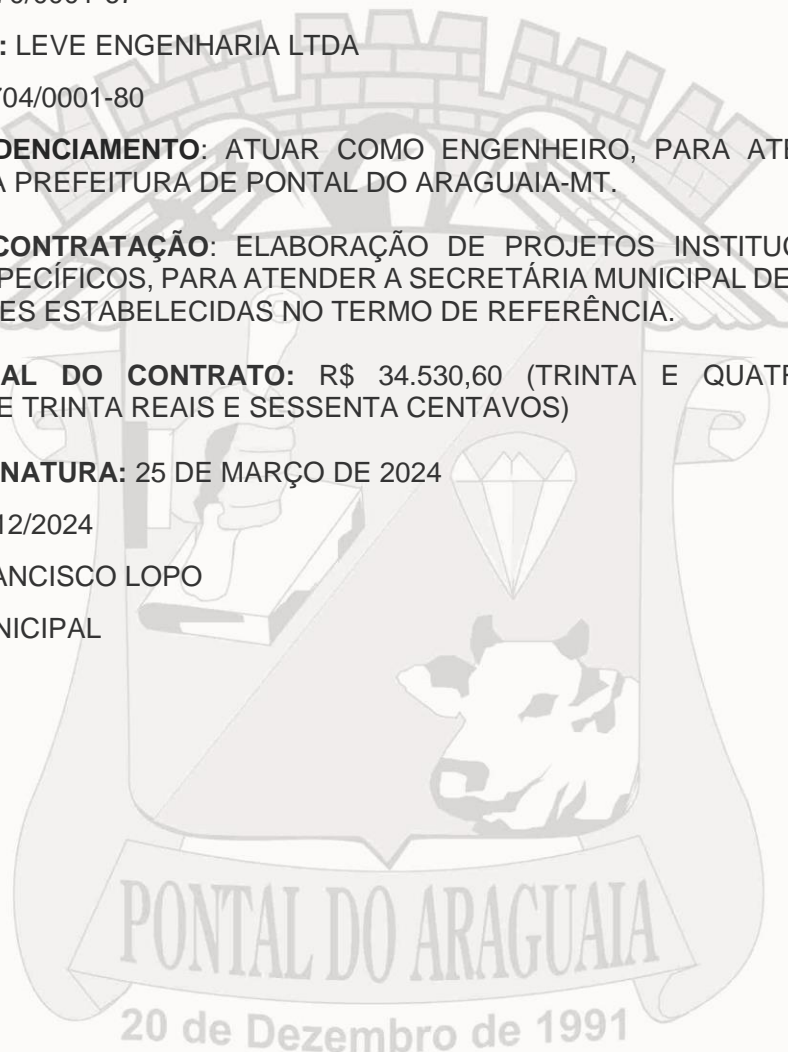 : LEVE ENGENHARIA LTDA
704/0001-80
DENCIAMENTO: ATUAR COMO ENGENHEIRO, PARA ATE
A PREFEITURA DE PONTAL DO ARAGUAIA-MT.
CONTRATAÇÃO: ELABORAÇÃO DE PROJETOS INSTITUC
PECÍFICOS, PARA ATENDER A SECRETÁRIA MUNICIPAL DE
ES ESTABELECIDAS NO TERMO DE REFERÊNCIA.
AL DO CONTRATO: R$ 34.530,60 (TRINTA E QUATR
E TRINTA REAIS E SESSENTA CENTAVOS)
NATURA: 25 DE MARÇO DE 2024
12/2024
ANCISCO LOPO
NICIPAL
PONTAL DO ARAGUAIA
20 de Dezembro de 1991